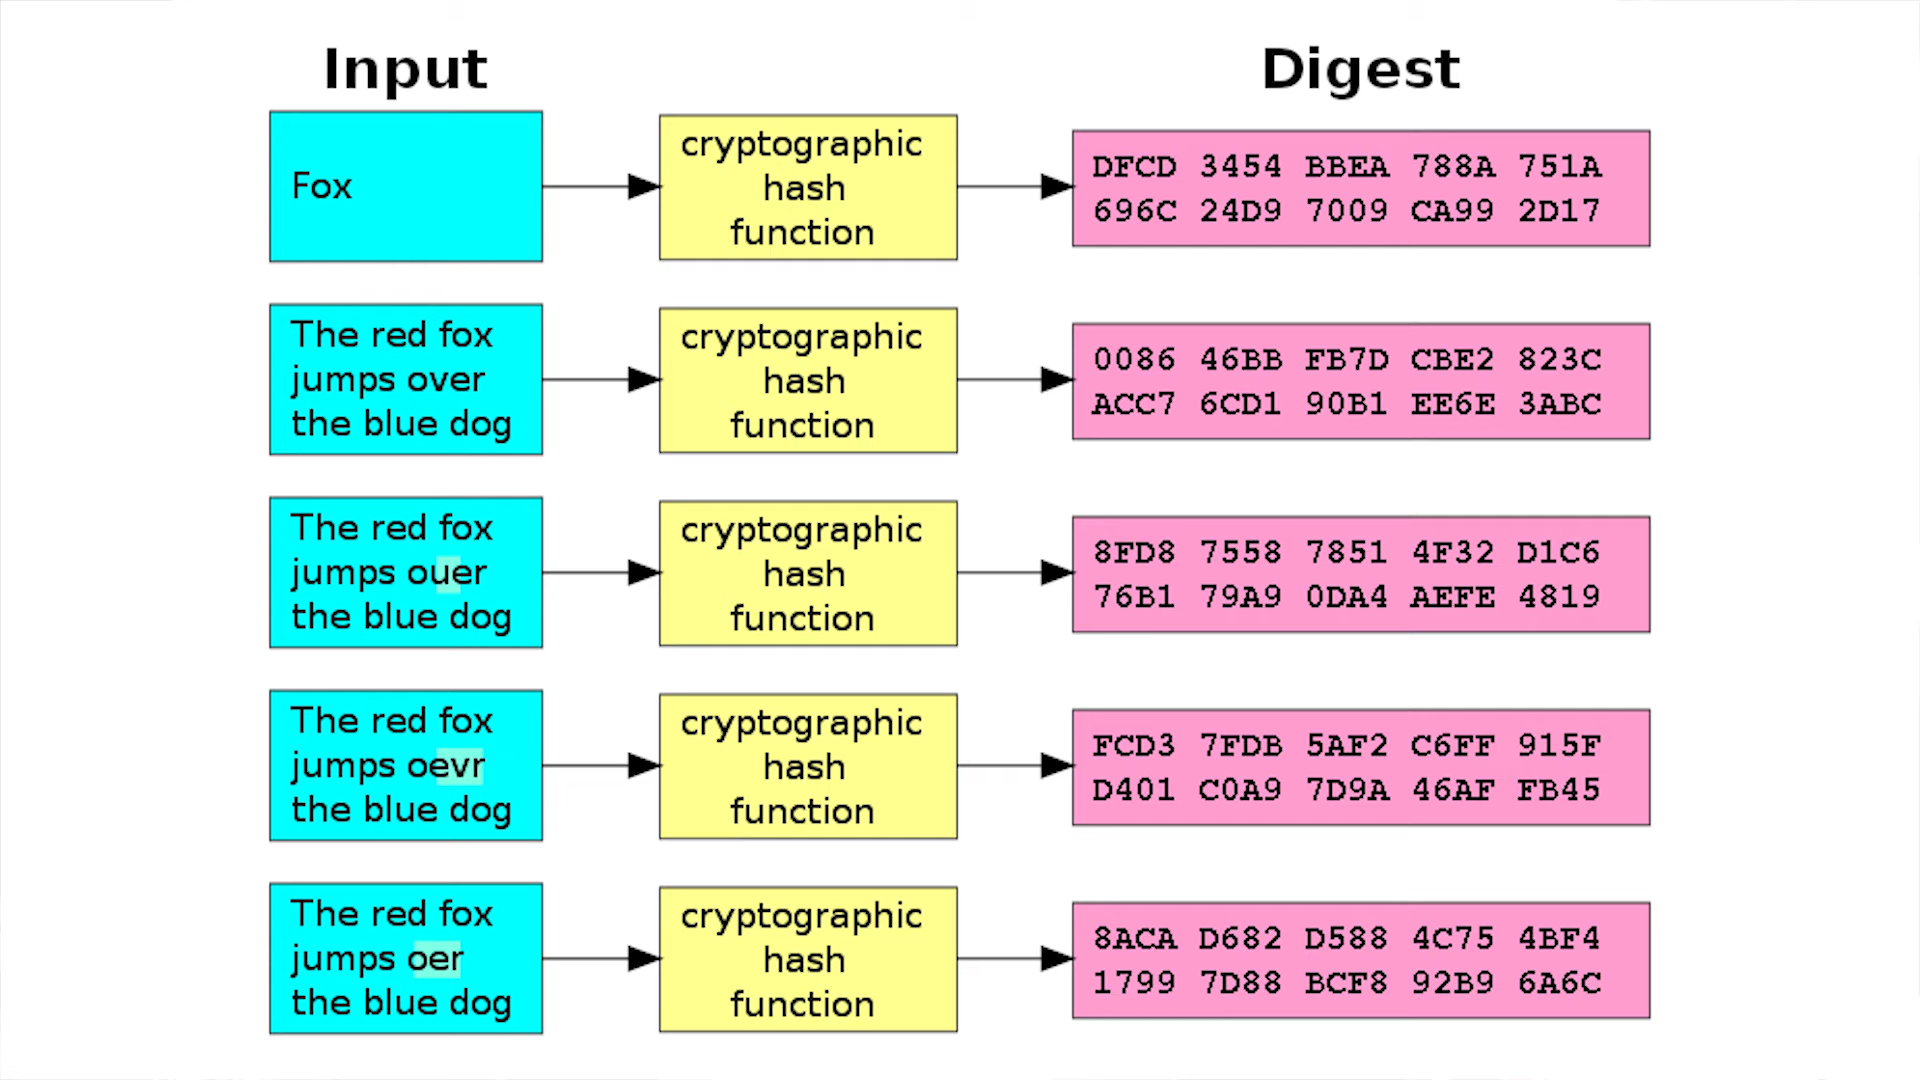 Input
Digest
Fox
cryptographic
hash
function
DFCD 3454 BBEA 788A 751A
696C 24D9 7009 CA99 2D17
The red fox
jumps over
the blue dog
cryptographic
hash
function
0086 46BB FB7D CBE2 823C
ACC7 6CD1 90B1 EE6E 3ABC
The red fox
jumps ouer
the blue dog
cryptographic
hash
function
8FD8 7558 7851 4F32 D1C6
76B1 79A9 0DA4 AEFE 4819
The red fox
jumps oevr
the blue dog
cryptographic
hash
function
FCD3 7FDB 5AF2 C6FF 915F
D401 C0A9 7D9A 46AF FB45
The red fox
jumps oer
the blue dog
cryptographic
hash
function
8ACA D682 D588 4C75 4BF4
1799 7D88 BCF8 92B9 6A6C